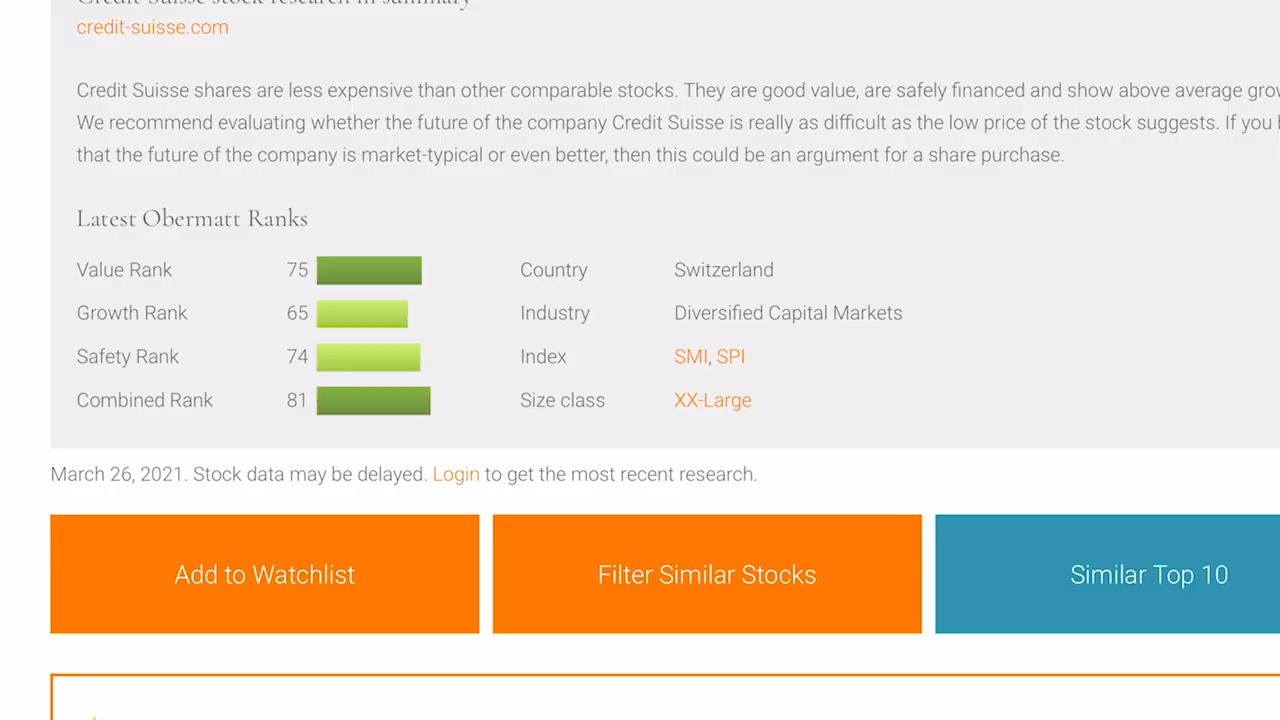 Credit Suisse stock research in summary
credit-suisse.com
Credit Suisse shares are less expensive than other comparable stocks. They are good value, are safely financed and show above average
We recommend evaluating whether the future of the company Credit Suisse is really as difficult as the low price of the stock suggests. If you
that the future of the company is market-typical or even better, then this could be an argument for a share purchase.
Latest Obermatt Ranks
Value Rank 75 Country Switzerland
Growth Rank 65 Industry Diversified Capital Markets
Safety Rank 74 Index SMI, SPI
Combined Rank 81 Size class XX-Large
March 26, 2021. Stock data may be delayed. Login to get the most recent research.
Add to Watchlist Filter Similar Stocks Similar Top 10